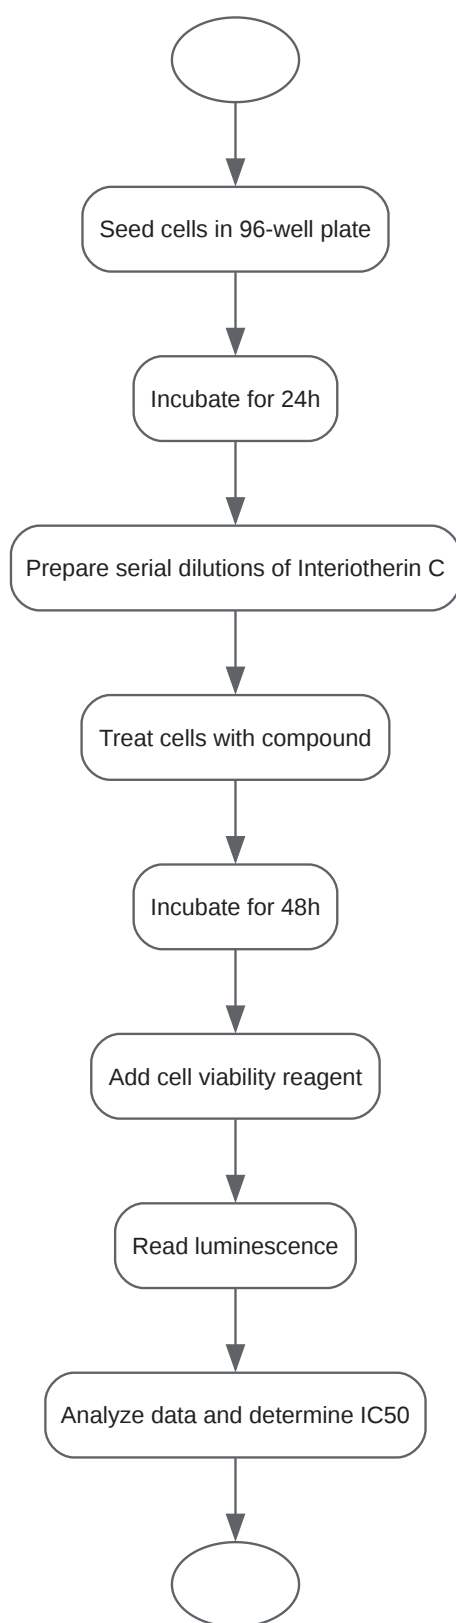 Seed cells in 96-well plate
Incubate for 24h
Prepare serial dilutions of Interiotherin C
Treat cells with compound
Incubate for 48h
Add cell viability reagent
Read luminescence
Analyze data and determine IC50